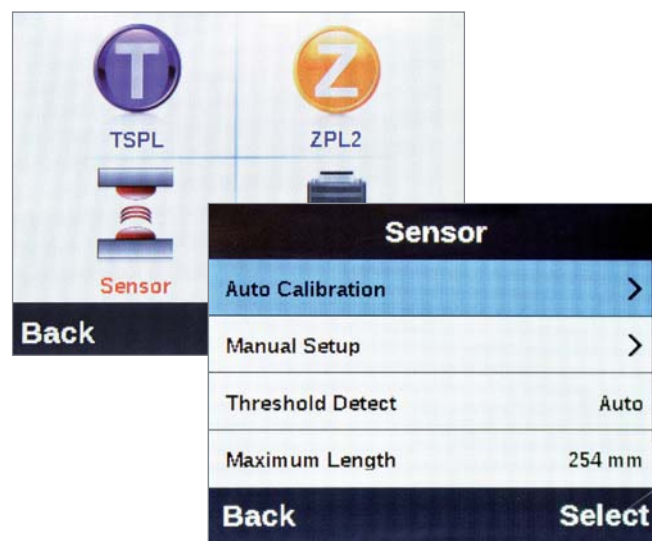 T Z
TSPL ZPL2
Sensor
Back
Sensor
Auto Calibration >
Manual Setup >
Threshold Detect Auto
Maximum Length 254 mm
Back Select